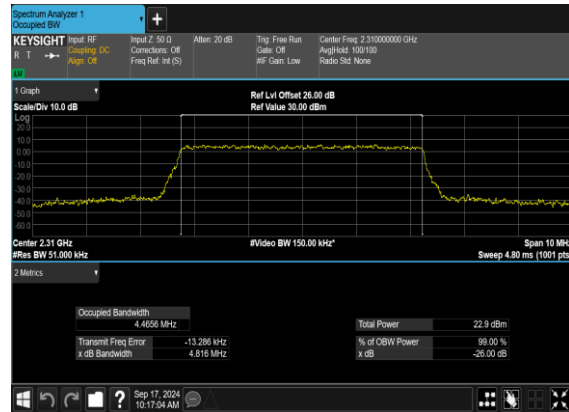 Spectrum Analyzer 1
Occupied BW
+
KEYSIGHT Input: RF Input Z: 50 Ω Atten: 20 dB Trig: Free Run Center Freq: 2.310000000 GHz
R T Coupling: DC Corrections: Off Gate: Off Avg|Hold: 100/100
Align: Off Freq Ref: Int (S) #IF Gain: Low Radio Std: None
LXI
1 Graph
Ref Lvl Offset 26.00 dB
Scale/Div 10.0 dB Ref Value 30.00 dBm
Log
20.0
10.0
0.00
-10.0
-20.0
-30.0
-40.0
-50.0
-60.0
Center 2.31 GHz #Video BW 150.00 kHz* Span 10 MHz
#Res BW 51.000 kHz Sweep 4.80 ms (1001 pts)
2 Metrics
Occupied Bandwidth
4.4656 MHz Total Power 22.9 dBm
Transmit Freq Error -13.286 kHz % of OBW Power 99.00 %
x dB Bandwidth 4.816 MHz x dB -26.00 dB
?
Sep 17, 2024
10:17:04 AM